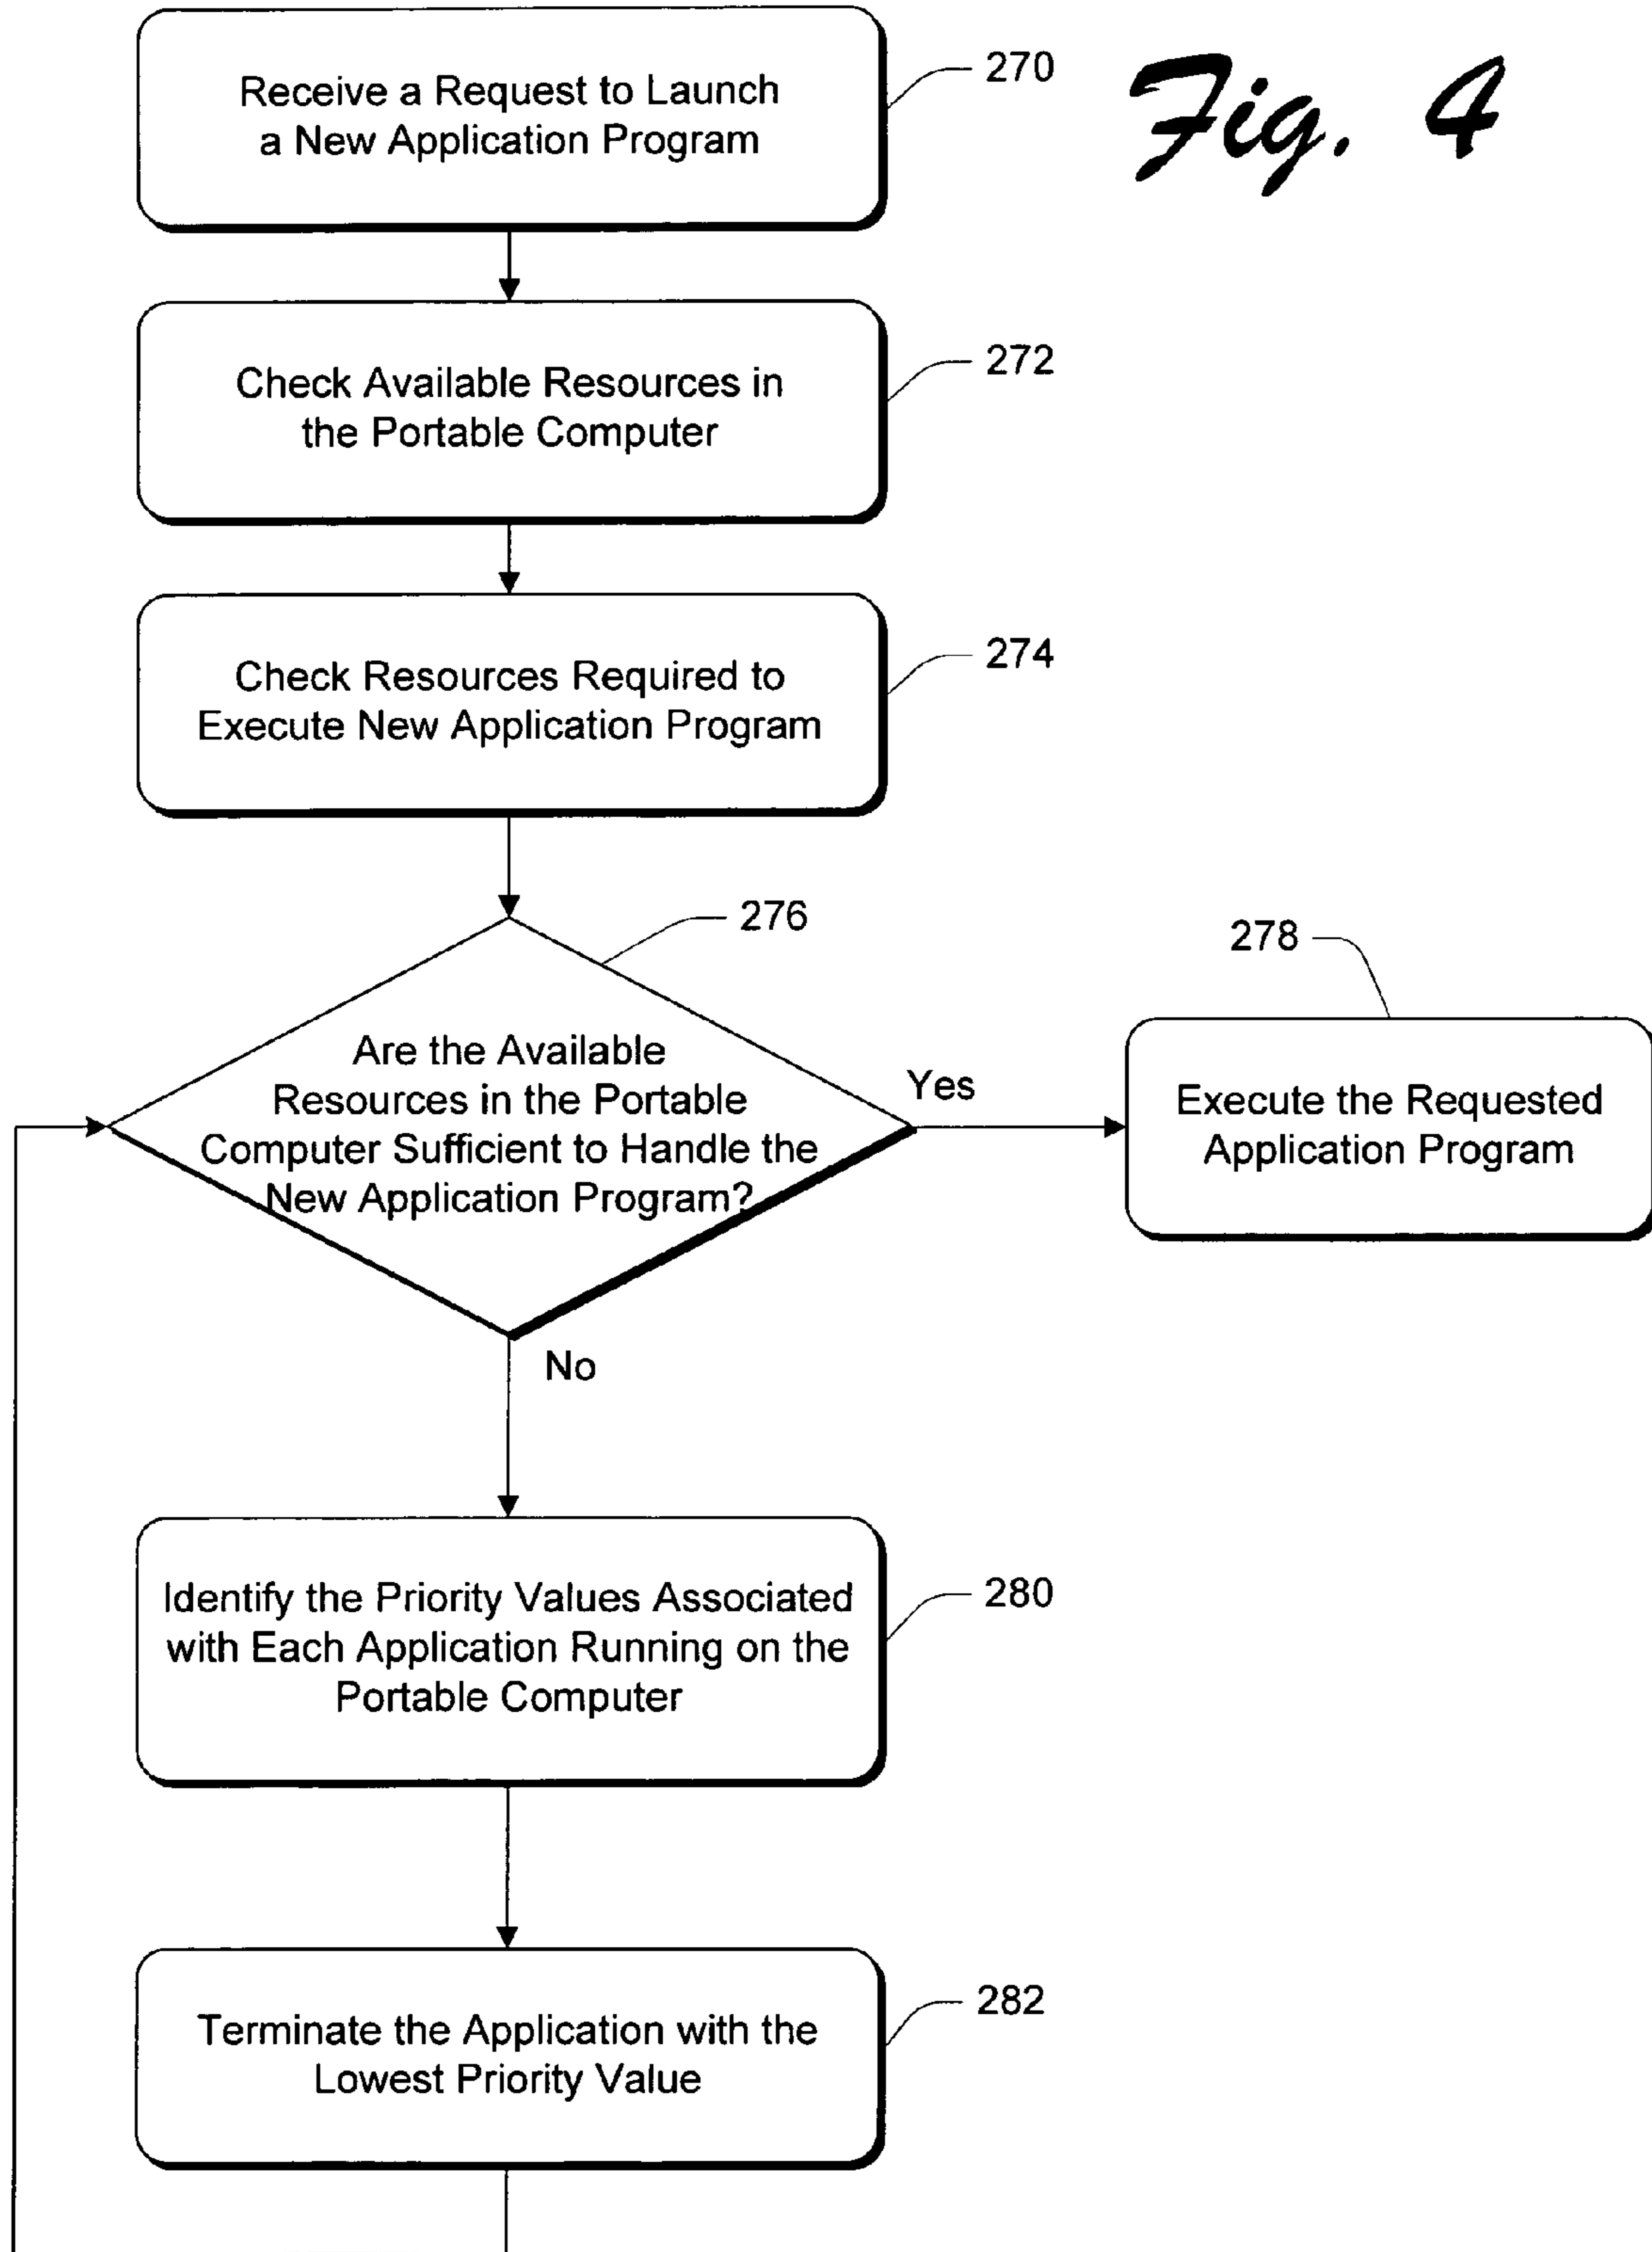 Fig. 4
Receive a Request to Launch
a New Application Program
270
Check Available Resources in
the Portable Computer
272
Check Resources Required to
Execute New Application Program
274
276
Are the Available
Resources in the Portable
Computer Sufficient to Handle the
New Application Program?
Yes
278
Execute the Requested
Application Program
No
Identify the Priority Values Associated
with Each Application Running on the
Portable Computer
280
Terminate the Application with the
Lowest Priority Value
282